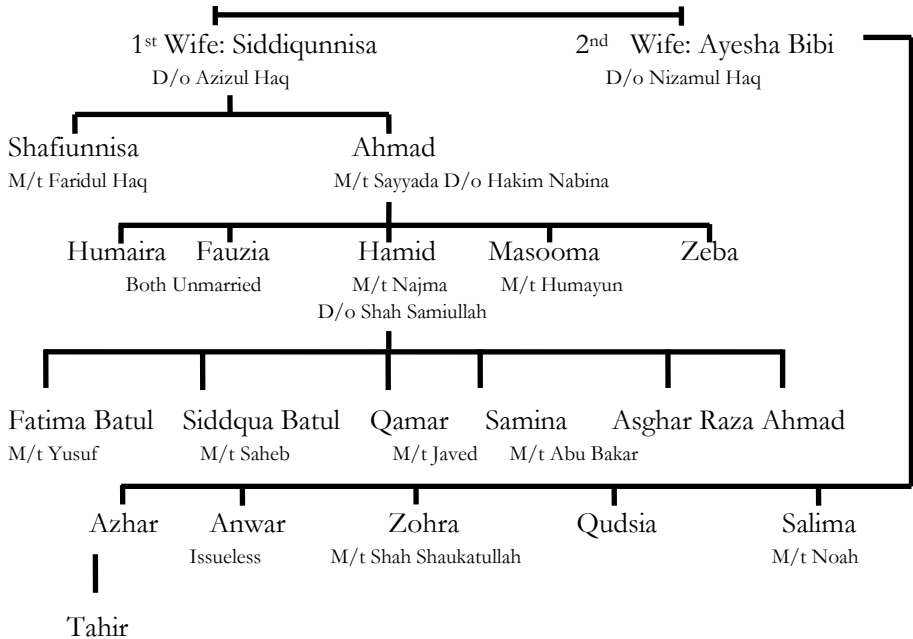 1st Wife: Siddiqunnisa 2nd Wife: Ayesha Bibi
D/o Azizul Haq D/o Nizamul Haq
Shafiunnisa Ahmad
M/t Faridul Haq M/t Sayyada D/o Hakim Nabina
Humaira Fauzia Hamid Masooma Zeba
Both Unmarried M/t Najma M/t Humayun
D/o Shah Samiullah
Fatima Batul Siddqua Batul Qamar Samina Asghar Raza Ahmad
M/t Yusuf M/t Saheb M/t Javed M/t Abu Bakar
Azhar Anwar Zohra Qudsia Salima
Issueless M/t Shah Shaukatullah M/t Noah
Tahir